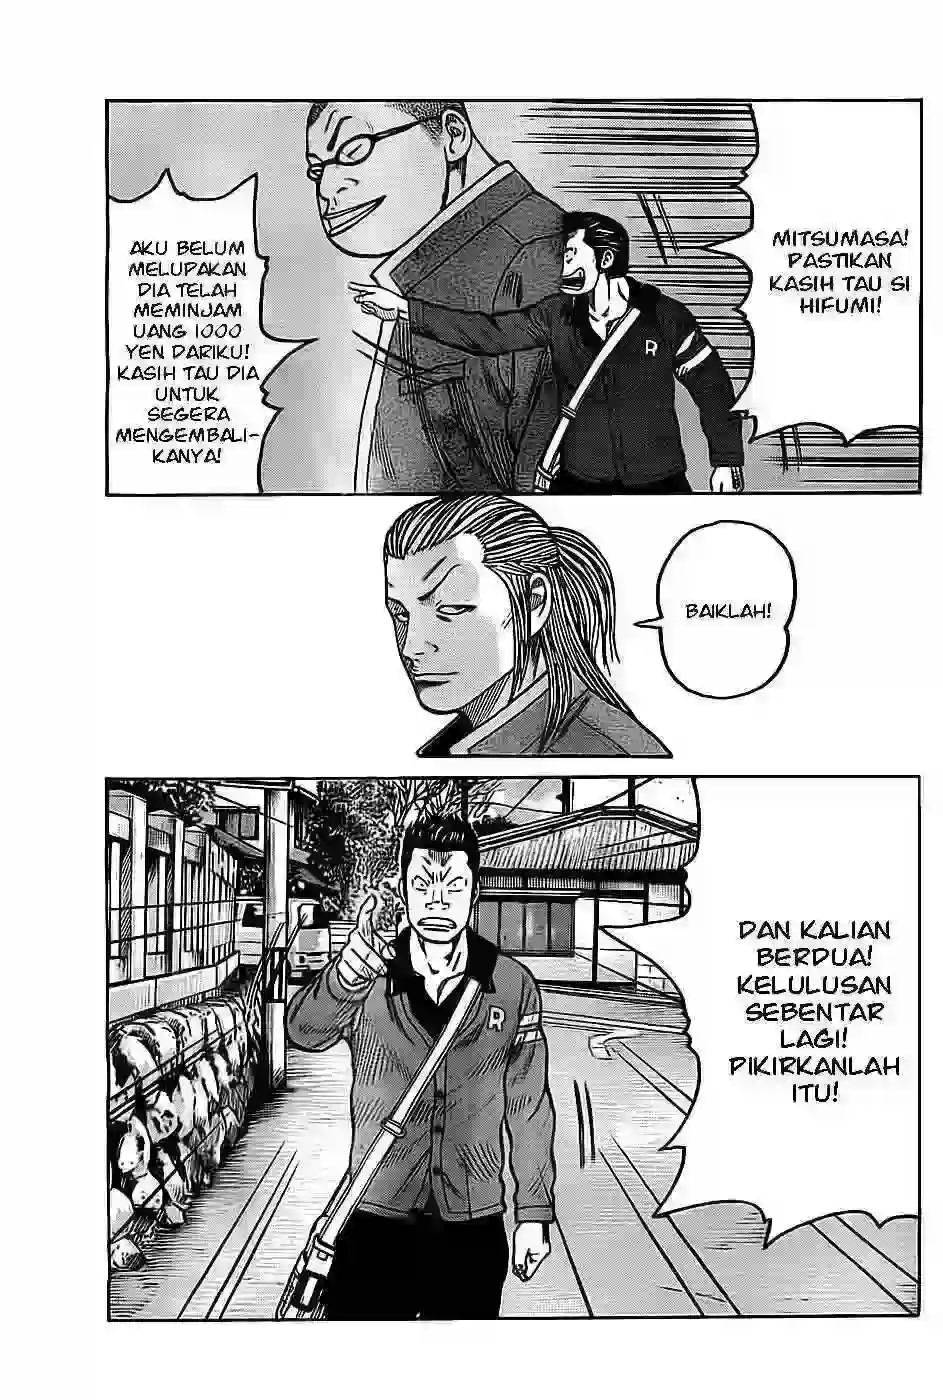 MITSUMASA!
PASTIKAN
KASIH TAU SI
HIFUMI!
AKU BELUM
MELUPAKAN
DIA TELAH
MEMINJAM
UANG 1000
YEN DARIKU!
KASIH TAU DIA
UNTUK
SEGERA
MENGEMBALI-
KANYA!
R
BAIKLAH!
DAN KALIAN
BERDUA!
KELULUSAN
SEBENTAR
LAGI!
PIKIRKANLAH
ITU!
R